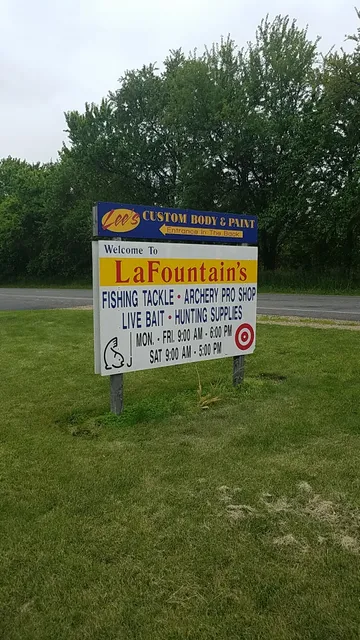 Lee's CUSTOM BODY & PAINT
Entrance In The Back
Welcome To
LaFountain's
FISHING TACKLE • ARCHERY PRO SHOP
LIVE BAIT • HUNTING SUPPLIES
MON. - FRI. 9:00 AM - 6:00 PM
SAT 9:00 AM - 5:00 PM